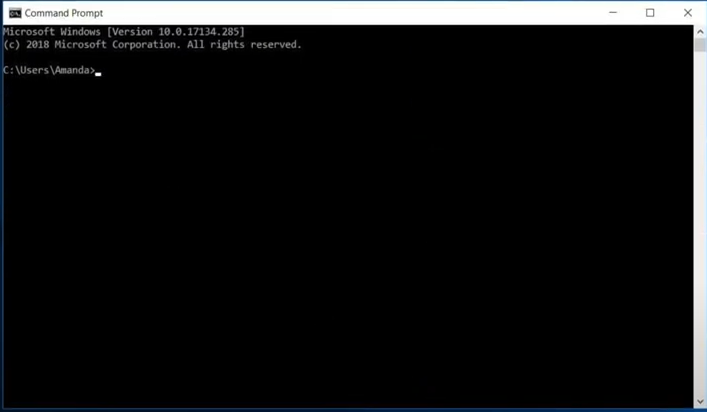 Command Prompt
Microsoft Windows [Version 10.0.17134.285]
(c) 2018 Microsoft Corporation. All rights reserved.
C:\Users\Amanda>